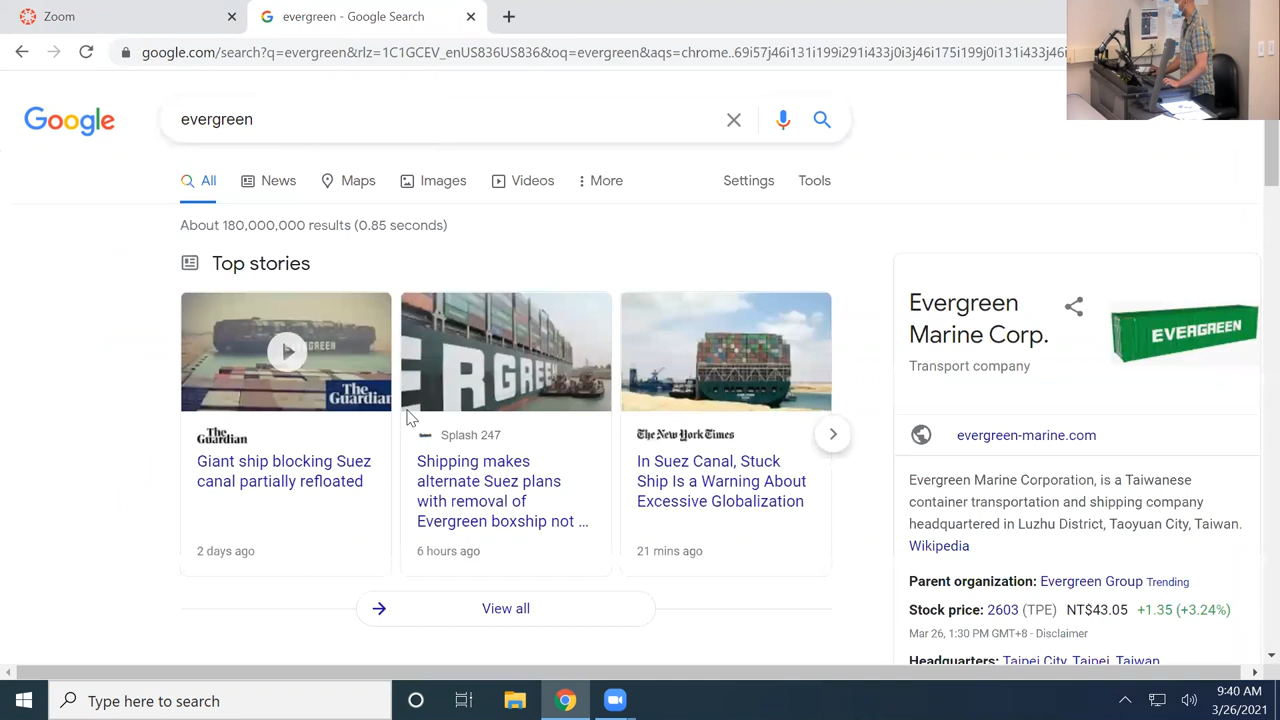 Zoom
evergreen - Google Search
google.com/search?q=evergreen&rlz=1C1GCEV_enUS836US836&oq=evergreen&aqs=chrome..69i57j46i131i199i291i433j0i3j46i175i199j0i131i433j46i
Google
evergreen
All
News
Maps
Images
Videos
More
Settings
Tools
About 180,000,000 results (0.85 seconds)
Top stories
The Guardian
The Guardian
Giant ship blocking Suez
canal partially refloated
2 days ago
ERGREE
Splash 247
Shipping makes
alternate Suez plans
with removal of
Evergreen boxship not ...
6 hours ago
The New York Times
In Suez Canal, Stuck
Ship Is a Warning About
Excessive Globalization
21 mins ago
View all
Evergreen
Marine Corp.
Transport company
EVERGREEN
evergreen-marine.com
Evergreen Marine Corporation, is a Taiwanese
container transportation and shipping company
headquartered in Luzhu District, Taoyuan City, Taiwan.
Wikipedia
Parent organization: Evergreen Group Trending
Stock price: 2603 (TPE) NT$43.05 +1.35 (+3.24%)
Mar 26, 1:30 PM GMT+8 - Disclaimer
Headquarters: Taipei City, Taipei, Taiwan
Type here to search
9:40 AM
3/26/2021